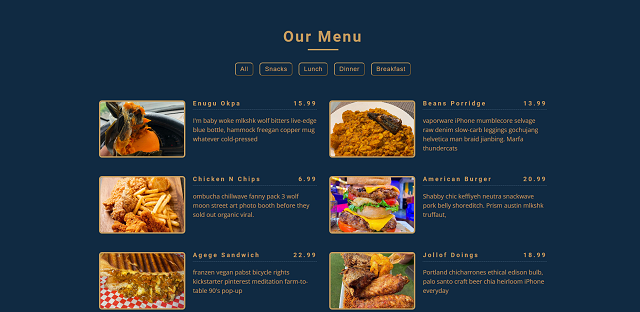 Our Menu
All Snacks Lunch Dinner Breakfast
Enugu Okpa 15.99
I'm baby woke mlkshk wolf bitters live-edge
blue bottle, hammock freegan copper mug
whatever cold-pressed
Beans Porridge 13.99
vaporware iPhone mumblecore selvage
raw denim slow-carb leggings gochujang
helvetica man braid jianbing. Marfa
thundercats
Chicken N Chips 6.99
ombucha chillwave fanny pack 3 wolf
moon street art photo booth before they
sold out organic viral.
American Burger 20.99
Shabby chic keffiyeh neutra snackwave
pork belly shoreditch. Prism austin mlkshk
truffaut,
Agege Sandwich 22.99
franzen vegan pabst bicycle rights
kickstarter pinterest meditation farm-to-
table 90's pop-up
Jollof Doings 18.99
Portland chicharrones ethical edison bulb,
palo santo craft beer chia heirloom iPhone
everyday